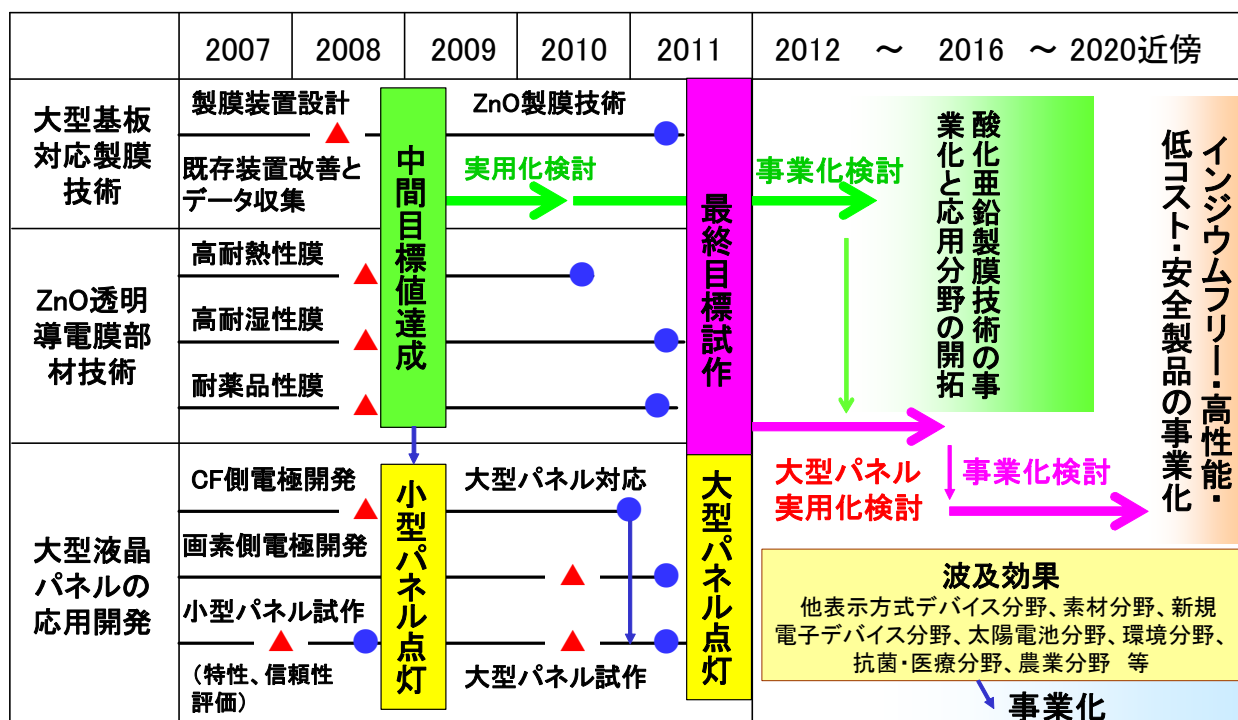 2007
2008
2009
2010
2011
2012 ～ 2016 ～ 2020近傍
大型基板
対応製膜
技術
製膜装置設計
既存装置改善と
データ収集
ZnO製膜技術
実用化検討
事業化検討
ZnO透明
導電膜部
材技術
高耐熱性膜
高耐湿性膜
耐薬品性膜
中間目標値達成
最終目標試作
酸化亜鉛製膜技術の事
業化と応用分野の開拓
インジウムフリー・高性能・
低コスト・安全製品の事業化
大型液晶
パネルの
応用開発
CF側電極開発
画素側電極開発
小型パネル試作
(特性、信頼性
評価)
小型パネル点灯
大型パネル対応
大型パネル試作
大型パネル点灯
大型パネル
実用化検討
事業化検討
波及効果
他表示方式デバイス分野、素材分野、新規
電子デバイス分野、太陽電池分野、環境分野、
抗菌・医療分野、農業分野 等
事業化